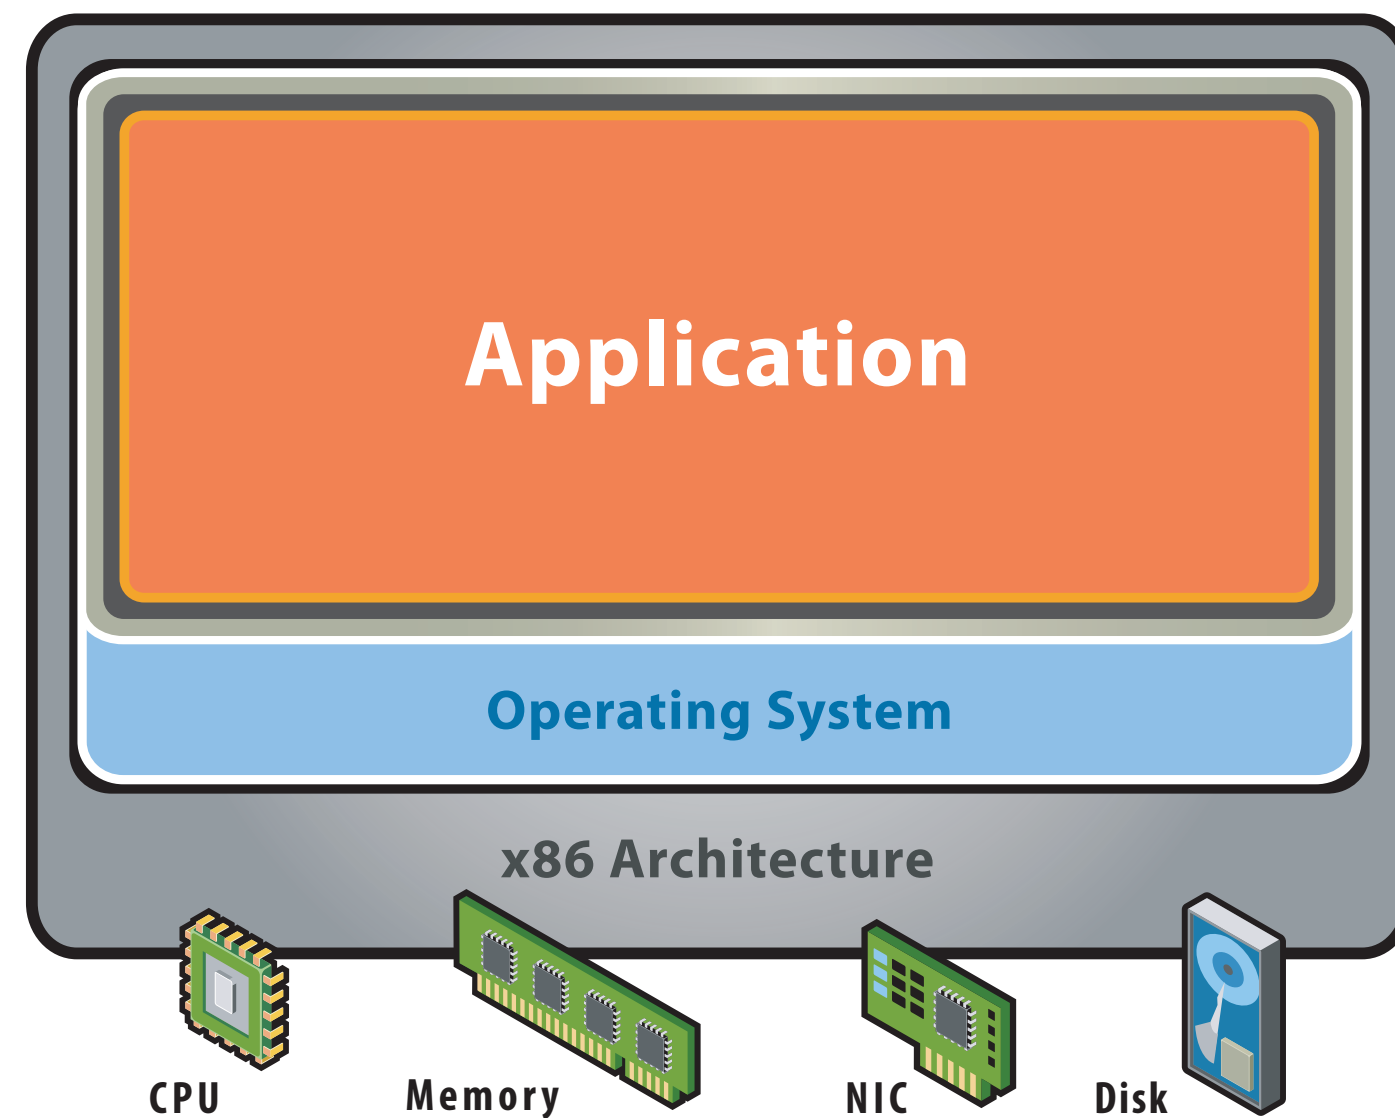 Application
Operating System
x86 Architecture
CPU
Memory
NIC
Disk